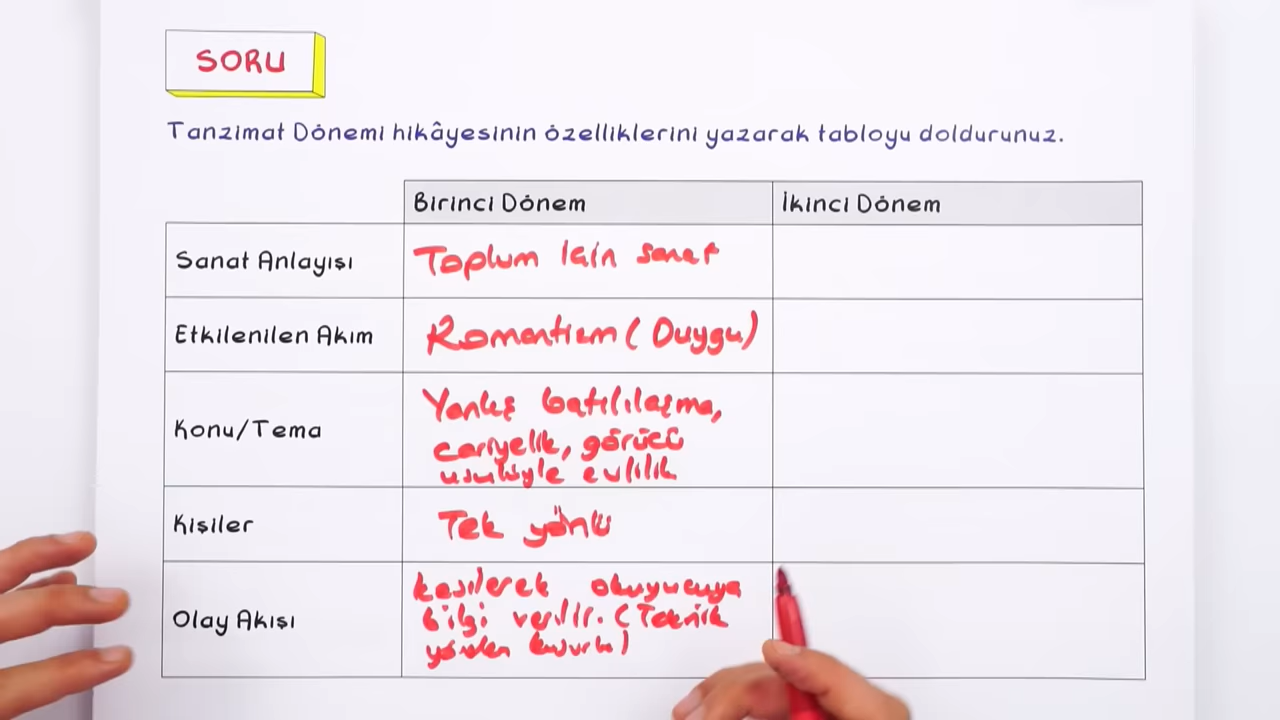 SORU
Tanzimat Dönemi hikâyesinin özelliklerini yazarak tabloyu doldurunuz.
Birinci Dönem İkinci Dönem
Sanat Anlayışı Toplum için sanat
Etkilenilen Akım Romantizm (Duygu)
Konu/Tema Yanlış batılılaşma,
cariyelik, görücü
usulüyle evlilik
Kişiler Tek yönlü
Olay Akışı kesilerek okuyucuya
bilgi verilir. (Teknik
yönden kusurlu)